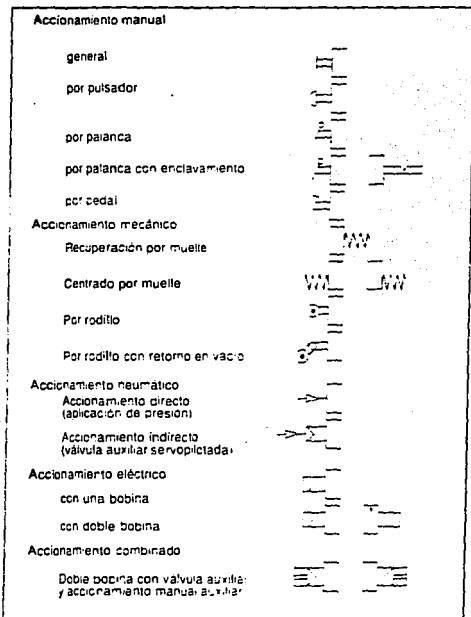 Accionamiento manual
general
por pulsador
por palanca
por palanca con enclavamiento
por pedal
Accionamiento mecánico
Recuperación por muelle
Centrado por muelle
Por rodillo
Por rodillo con retorno en vacio
Accionamiento neumático
Accionamiento directo
(aplicación de presión)
Accionamiento indirecto
(válvula auxiliar servopilotada)
Accionamiento eléctrico
con una bobina
con doble bobina
Accionamiento combinado
Doble bobina con válvula auxiliar
y accionamiento manual auxiliar